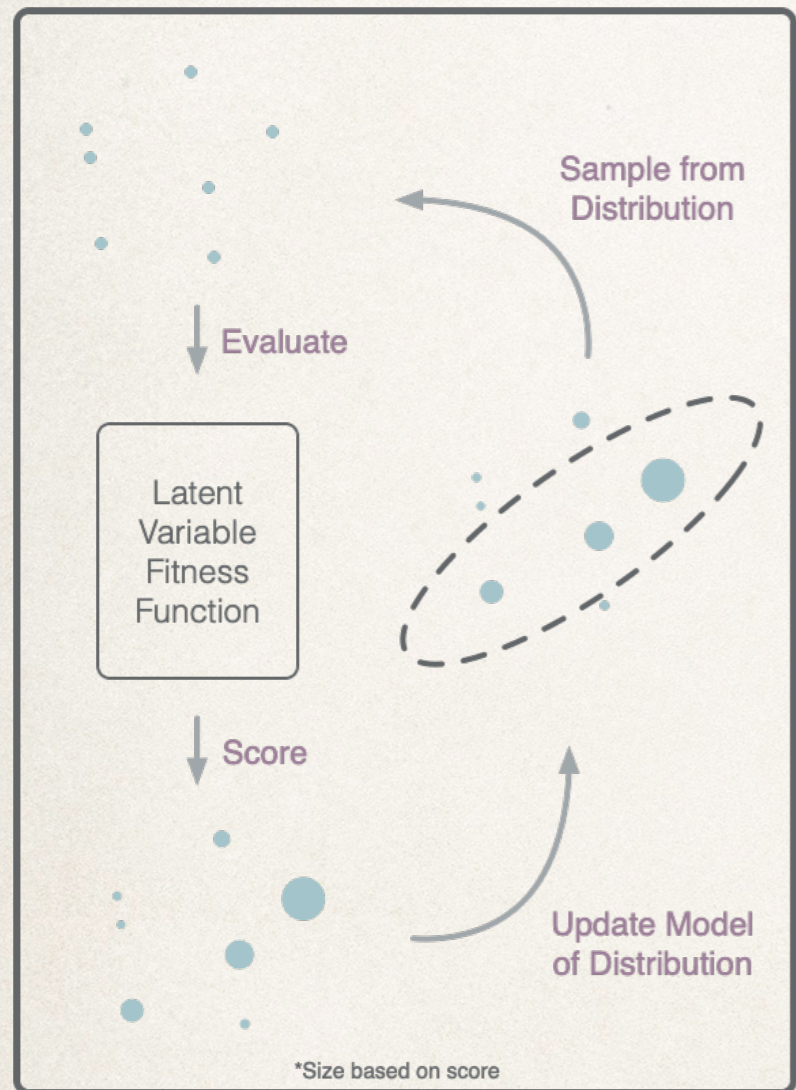 Sample from
Distribution
Evaluate
Latent
Variable
Fitness
Function
Score
Update Model
of Distribution
*Size based on score